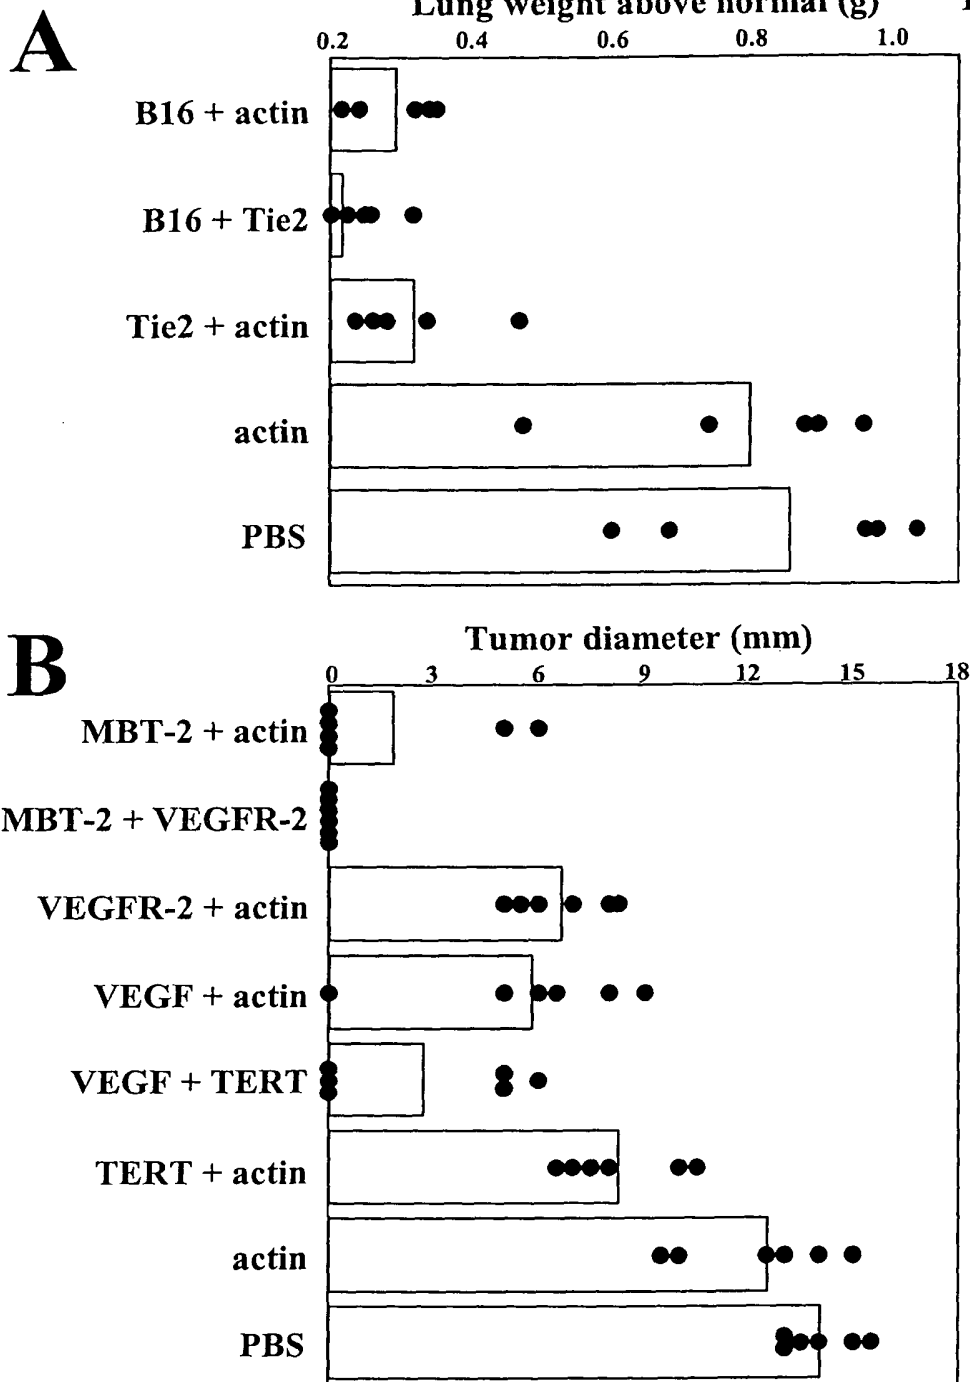 A
Lung weight above normal (g)
0.2 0.4 0.6 0.8 1.0
B16 + actin
B16 + Tie2
Tie2 + actin
actin
PBS
B
Tumor diameter (mm)
0 3 6 9 12 15 18
MBT-2 + actin
MBT-2 + VEGFR-2
VEGFR-2 + actin
VEGF + actin
VEGF + TERT
TERT + actin
actin
PBS